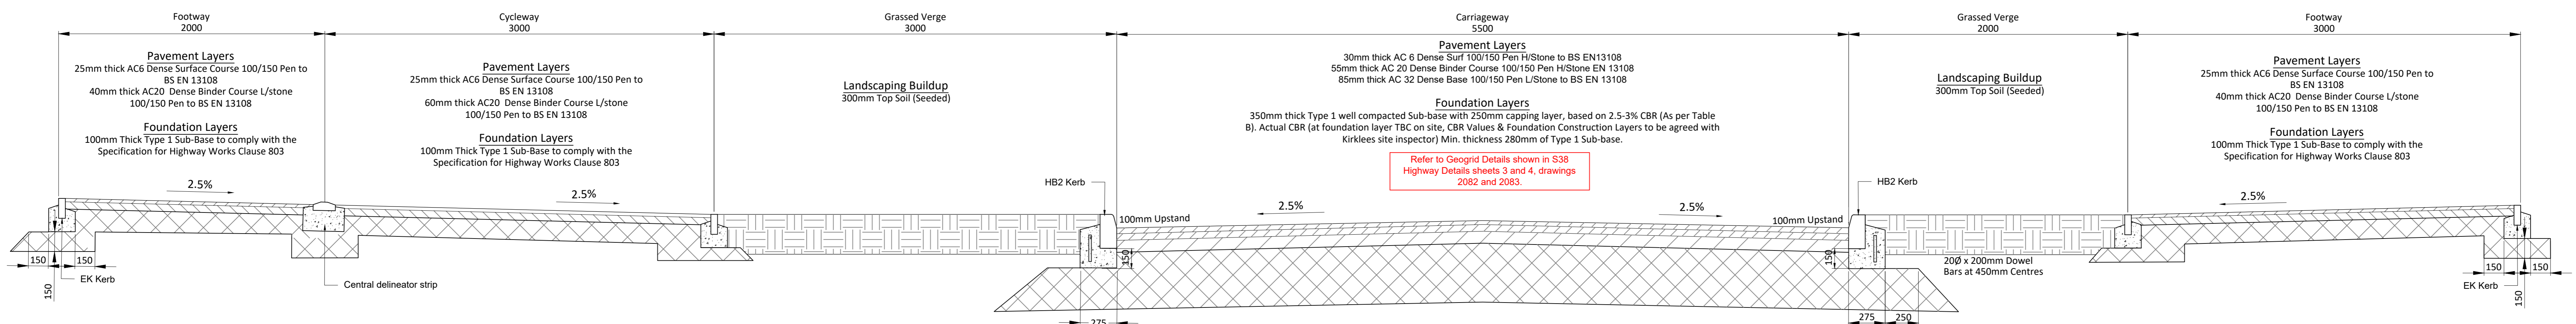 Footway
2000
Cycleway
3000
Grassed Verge
3000
Carriageway
5500
Grassed Verge
2000
Footway
3000
Pavement Layers
25mm thick AC6 Dense Surface Course 100/150 Pen to
BS EN 13108
40mm thick AC20 Dense Binder Course L/stone
100/150 Pen to BS EN 13108
Foundation Layers
100mm Thick Type 1 Sub-Base to comply with the
Specification for Highway Works Clause 803
Pavement Layers
25mm thick AC6 Dense Surface Course 100/150 Pen to
BS EN 13108
60mm thick AC20 Dense Binder Course L/stone
100/150 Pen to BS EN 13108
Foundation Layers
100mm Thick Type 1 Sub-Base to comply with the
Specification for Highway Works Clause 803
Landscaping Buildup
300mm Top Soil (Seeded)
Pavement Layers
30mm thick AC 6 Dense Surf 100/150 Pen H/Stone to BS EN13108
55mm thick AC 20 Dense Binder Course 100/150 Pen H/Stone EN 13108
85mm thick AC 32 Dense Base 100/150 Pen L/Stone to BS EN 13108
Foundation Layers
350mm thick Type 1 well compacted Sub-base with 250mm capping layer, based on 2.5-3% CBR (As per Table
B). Actual CBR (at foundation layer TBC on site, CBR Values & Foundation Construction Layers to be agreed with
Kirklees site inspector) Min. thickness 280mm of Type 1 Sub-base.
Refer to Geogrid Details shown in S38
Highway Details sheets 3 and 4, drawings
2082 and 2083.
Landscaping Buildup
300mm Top Soil (Seeded)
Pavement Layers
25mm thick AC6 Dense Surface Course 100/150 Pen to
BS EN 13108
40mm thick AC20 Dense Binder Course L/stone
100/150 Pen to BS EN 13108
Foundation Layers
100mm Thick Type 1 Sub-Base to comply with the
Specification for Highway Works Clause 803
2.5%
2.5%
HB2 Kerb
100mm Upstand
2.5%
2.5%
100mm Upstand
HB2 Kerb
2.5%
150
150
150
EK Kerb
Central delineator strip
150
275
150
275
250
20Ø x 200mm Dowel
Bars at 450mm Centres
150
150
EK Kerb
150